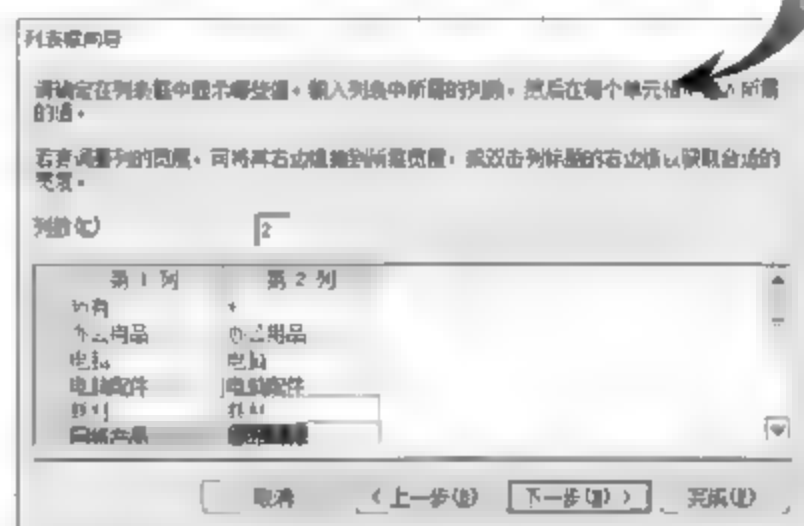 列表框向导
请确定在列表框中显示哪些值。输入列表中所需的列数，然后在每个单元格中输入所需
的值。
若要调整列的宽度，可将其右边缘拖到所需宽度，或双击列标题的右边缘以获取合适的
宽度。
列数(C) 2
第 1 列 第 2 列
所有 *
办公用品 办公用品
电脑 电脑
电脑配件 电脑配件
网络产品
取消 < 上一步(B) 下一步(N) > 完成(F)